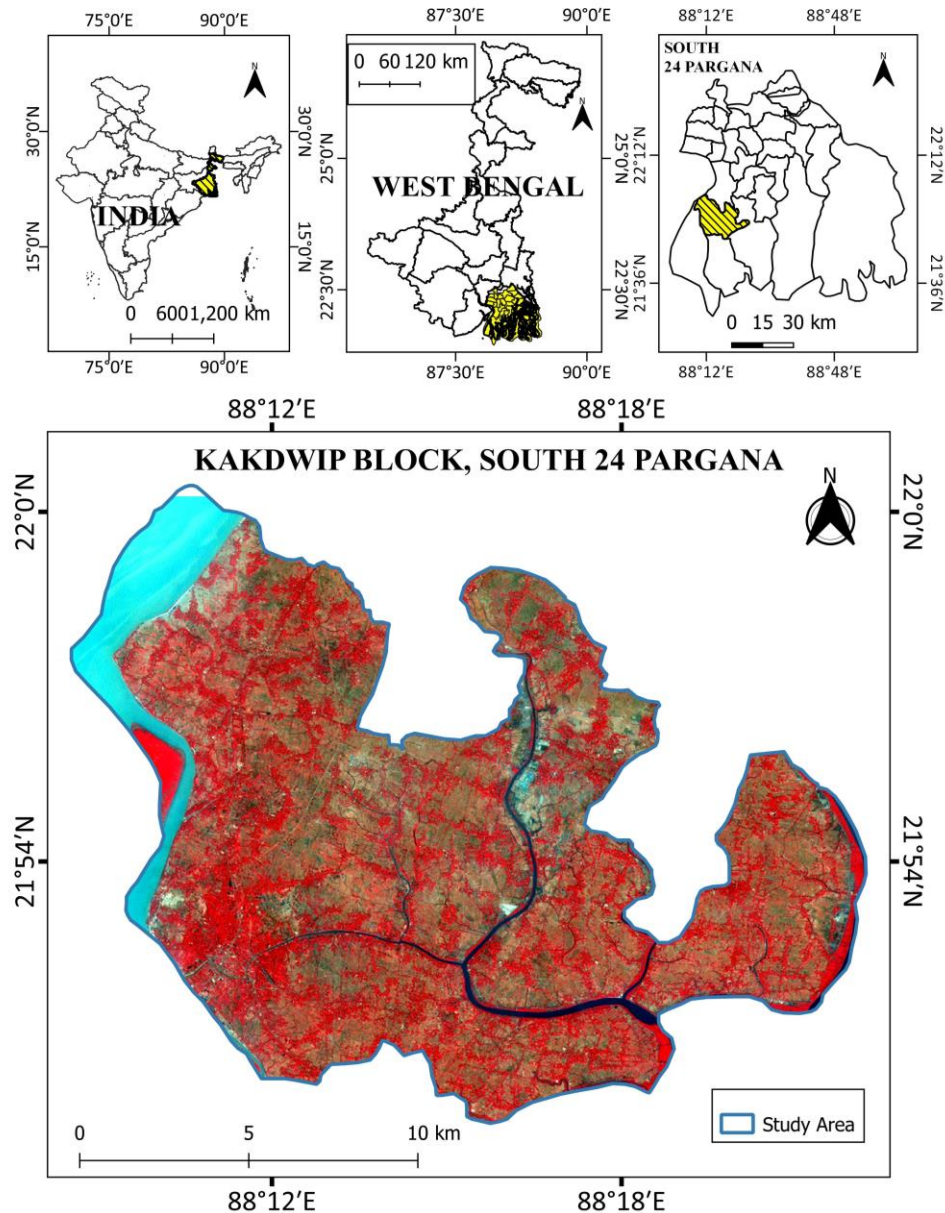 75°0'E 90°0'E
N
30°0'N
30°0'N
INDIA
15°0'N
15°0'N
0 600 1,200 km
75°0'E 90°0'E
87°30'E 90°0'E
0 60 120 km
N
25°0'N
25°0'N
WEST BENGAL
22°30'N
22°30'N
87°30'E 90°0'E
88°12'E 88°48'E
SOUTH
24 PARGANA
N
22°12'N
22°12'N
21°36'N
21°36'N
0 15 30 km
88°12'E 88°48'E
88°12'E 88°18'E
KAKDWIP BLOCK, SOUTH 24 PARGANA
N
22°0'N
22°0'N
21°54'N
21°54'N
Study Area
0 5 10 km
88°12'E 88°18'E